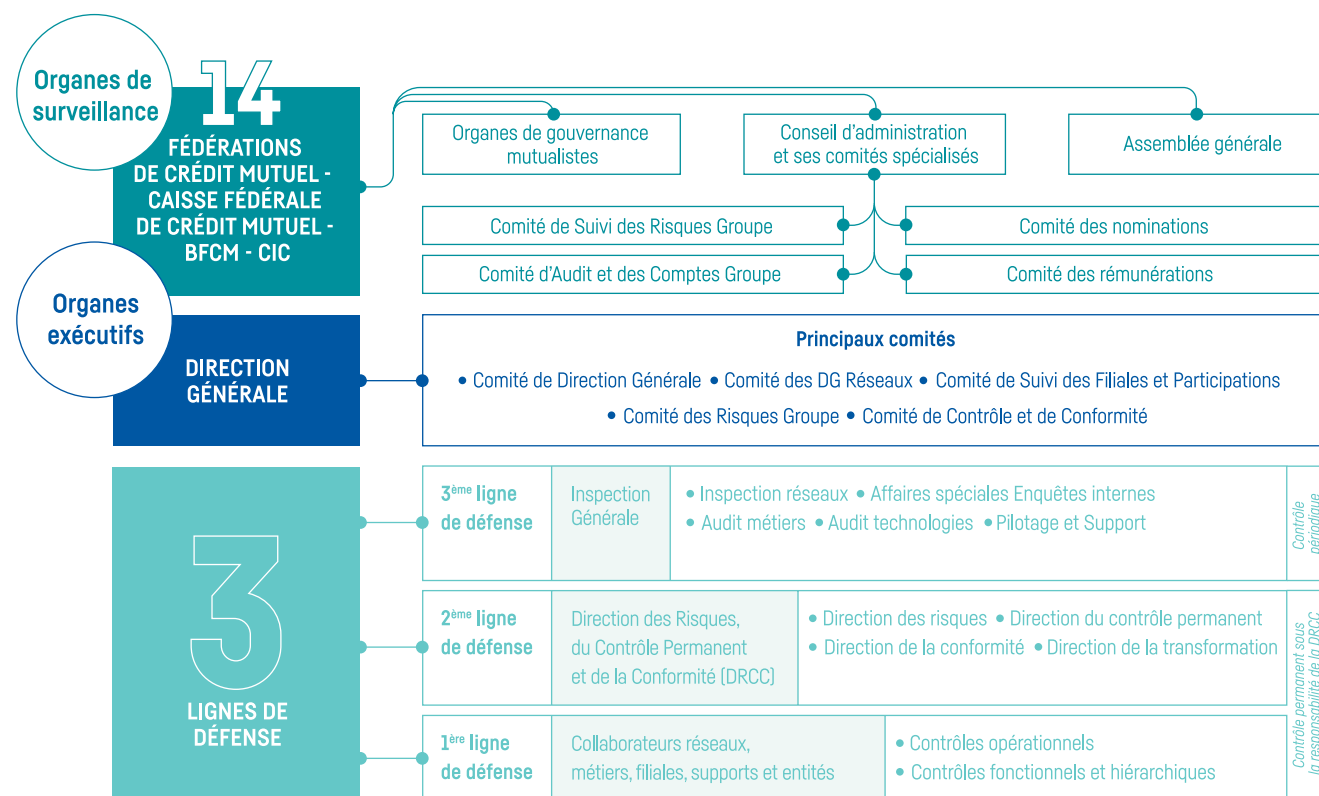 Organes de
surveillance
14
FÉDÉRATIONS
DE CRÉDIT MUTUEL -
CAISSE FÉDÉRALE
DE CRÉDIT MUTUEL -
BFCM - CIC
Organes de gouvernance
mutualistes
Conseil d'administration
et ses comités spécialisés
Assemblée générale
Comité de Suivi des Risques Groupe
Comité des nominations
Comité d'Audit et des Comptes Groupe
Comité des rémunérations
Organes
exécutifs
DIRECTION
GÉNÉRALE
Principaux comités
• Comité de Direction Générale • Comité des DG Réseaux • Comité de Suivi des Filiales et Participations
• Comité des Risques Groupe • Comité de Contrôle et de Conformité
3
LIGNES DE
DÉFENSE
3ème ligne
de défense
Inspection
Générale
• Inspection réseaux • Affaires spéciales Enquêtes internes
• Audit métiers • Audit technologies • Pilotage et Support
Contrôle
périodique
2ème ligne
de défense
Direction des Risques,
du Contrôle Permanent
et de la Conformité (DRCC)
• Direction des risques • Direction du contrôle permanent
• Direction de la conformité • Direction de la transformation
Contrôle permanent sous
la responsabilité de la DRCC
1ère ligne
de défense
Collaborateurs réseaux,
métiers, filiales, supports et entités
• Contrôles opérationnels
• Contrôles fonctionnels et hiérarchiques